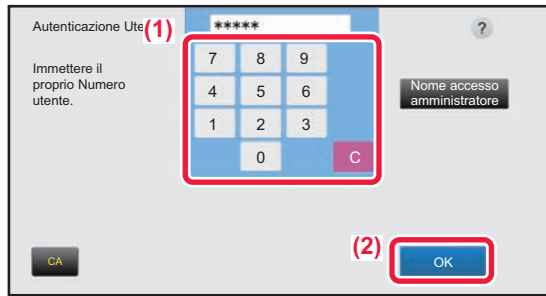 Autenticazione Ute
(1)
*****
?
Immettere il
proprio Numero
utente.
7 8 9
4 5 6
1 2 3
0 C
Nome accesso
amministratore
(2)
CA
OK